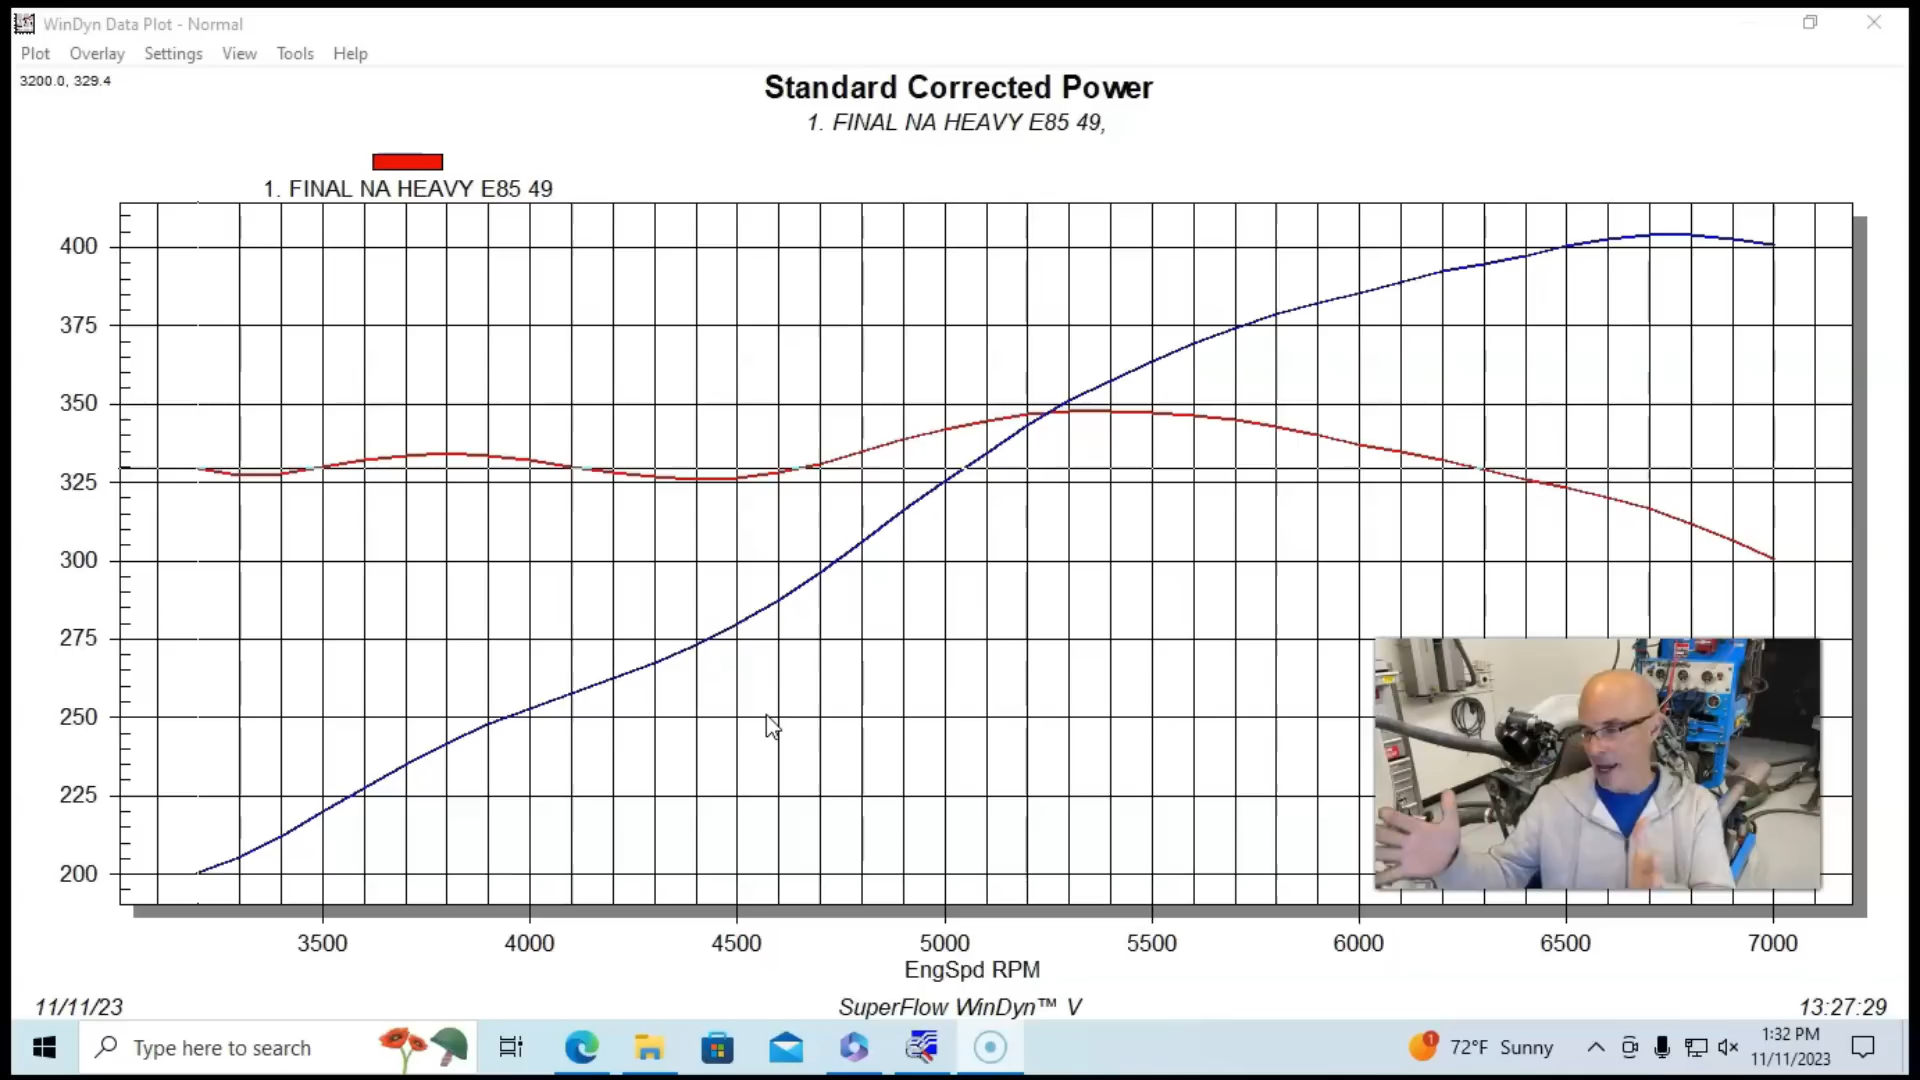 WinDyn Data Plot - Normal
Plot Overlay Settings View Tools Help
3200.0, 329.4
Standard Corrected Power
1. FINAL NA HEAVY E85 49,
1. FINAL NA HEAVY E85 49
400
375
350
325
300
275
250
225
200
3500 4000 4500 5000 5500 6000 6500 7000
EngSpd RPM
11/11/23 SuperFlow WinDyn™ V 13:27:29
Type here to search 1 72°F Sunny 1:32 PM
11/11/2023